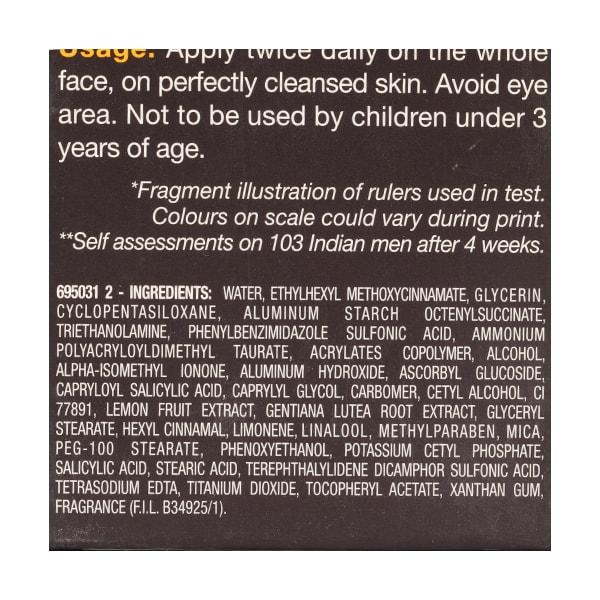 Usage: Apply twice daily on the whole
face, on perfectly cleansed skin. Avoid eye
area. Not to be used by children under 3
years of age.
*Fragment illustration of rulers used in test.
Colours on scale could vary during print.
**Self assessments on 103 Indian men after 4 weeks.
695031 2 - INGREDIENTS: WATER, ETHYLHEXYL METHOXYCINNAMATE, GLYCERIN,
CYCLOPENTASILOXANE, ALUMINUM STARCH OCTENYLSUCCINATE,
TRIETHANOLAMINE, PHENYLBENZIMIDAZOLE SULFONIC ACID, AMMONIUM
POLYACRYLOYLDIMETHYL TAURATE, ACRYLATES COPOLYMER, ALCOHOL,
ALPHA-ISOMETHYL IONONE, ALUMINUM HYDROXIDE, ASCORBYL GLUCOSIDE,
CAPRYLOYL SALICYLIC ACID, CAPRYLYL GLYCOL, CARBOMER, CETYL ALCOHOL, CI
77891, LEMON FRUIT EXTRACT, GENTIANA LUTEA ROOT EXTRACT, GLYCERYL
STEARATE, HEXYL CINNAMAL, LIMONENE, LINALOOL, METHYLPARABEN, MICA,
PEG-100 STEARATE, PHENOXYETHANOL, POTASSIUM CETYL PHOSPHATE,
SALICYLIC ACID, STEARIC ACID, TEREPHTHALYLIDENE DICAMPHOR SULFONIC ACID,
TETRASODIUM EDTA, TITANIUM DIOXIDE, TOCOPHERYL ACETATE, XANTHAN GUM,
FRAGRANCE (F.I.L. B34925/1).